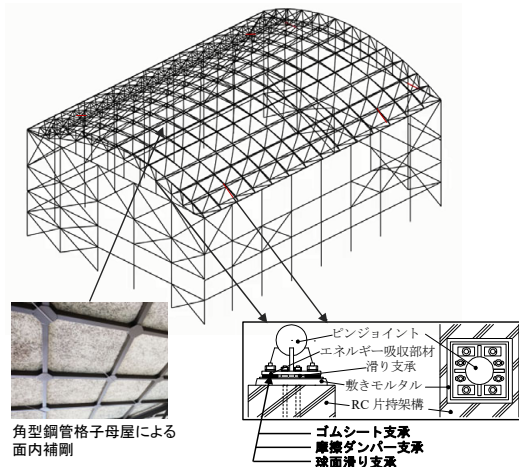 ピンジョイント
エネルギー吸収部材
滑り支承
敷きモルタル
RC 片持架構
角型鋼管格子母屋による
面内補剛
ゴムシート支承
摩擦ダンパー支承
球面滑り支承